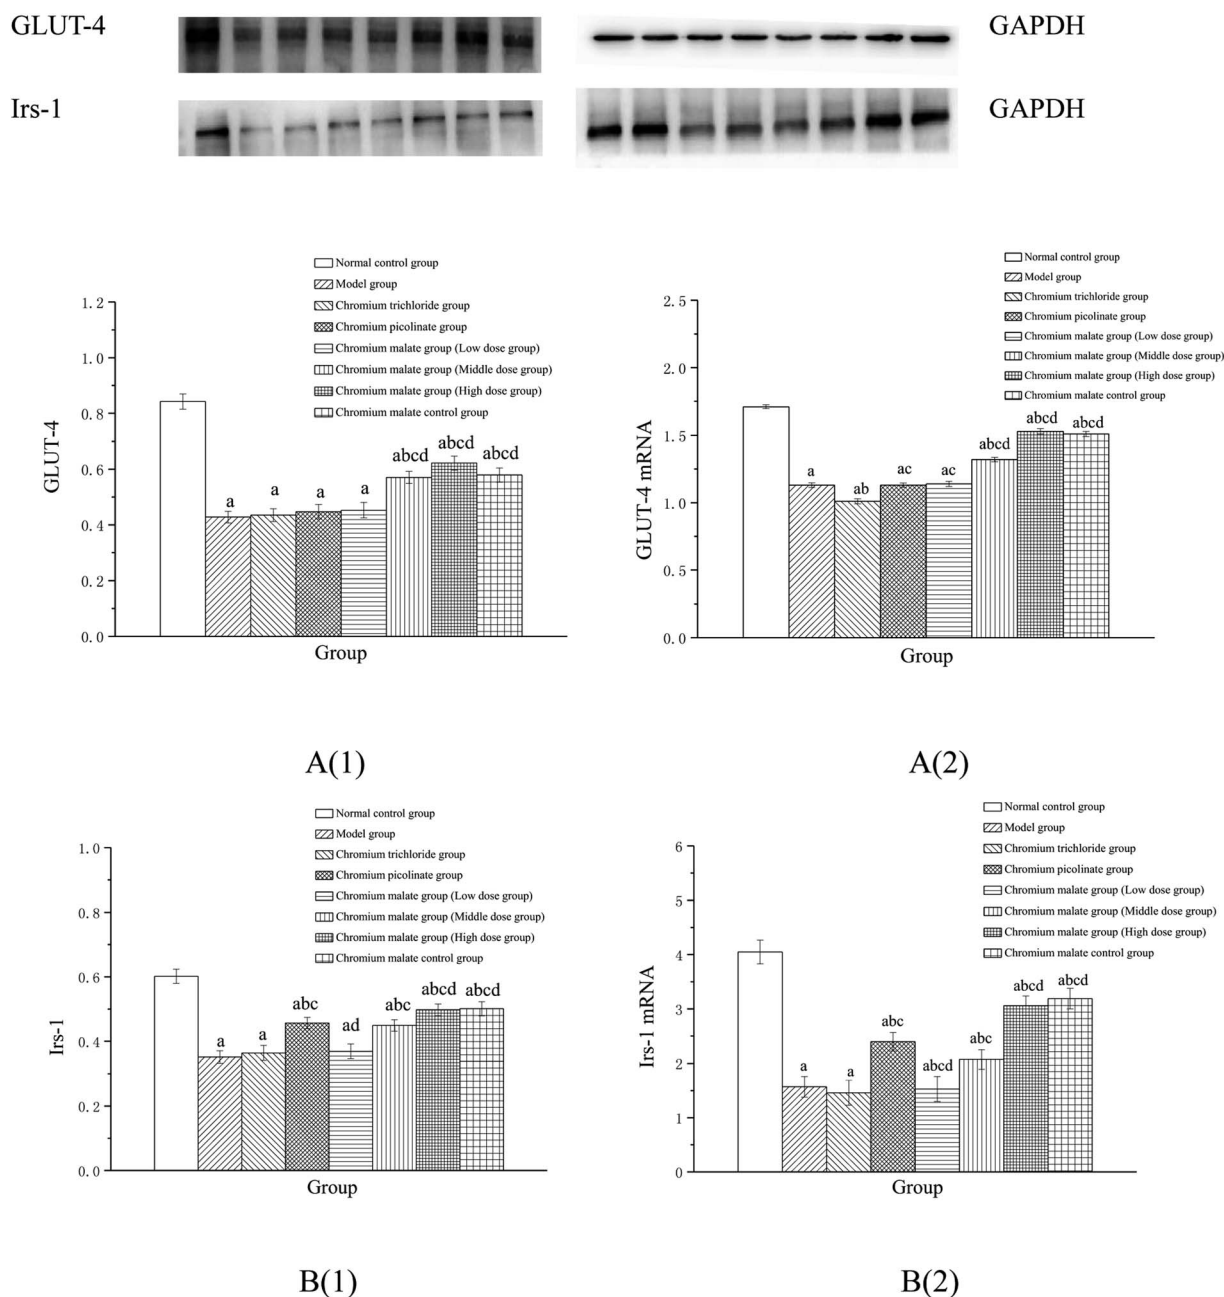 GLUT-4
GAPDH
Irs-1
GAPDH
Normal control group
Model group
Chromium trichloride group
Chromium picolinate group
Chromium malate group (Low dose group)
Chromium malate group (Middle dose group)
Chromium malate group (High dose group)
Chromium malate control group
1.2
1.0
0.8
0.6
0.4
0.2
0.0
GLUT-4
a
a
a
a
abcd
abcd
abcd
Group
A(1)
Normal control group
Model group
Chromium trichloride group
Chromium picolinate group
Chromium malate group (Low dose group)
Chromium malate group (Middle dose group)
Chromium malate group (High dose group)
Chromium malate control group
2.5
2.0
1.5
1.0
0.5
0.0
GLUT-4 mRNA
a
ab
ac
ac
abcd
abcd
abcd
Group
A(2)
Normal control group
Model group
Chromium trichloride group
Chromium picolinate group
Chromium malate group (Low dose group)
Chromium malate group (Middle dose group)
Chromium malate group (High dose group)
Chromium malate control group
1.0
0.8
0.6
0.4
0.2
0.0
Irs-1
a
a
abc
ad
abc
abcd
abcd
Group
B(1)
Normal control group
Model group
Chromium trichloride group
Chromium picolinate group
Chromium malate group (Low dose group)
Chromium malate group (Middle dose group)
Chromium malate group (High dose group)
Chromium malate control group
6
5
4
3
2
1
0
Irs-1 mRNA
a
a
abc
abcd
abc
abcd
abcd
Group
B(2)